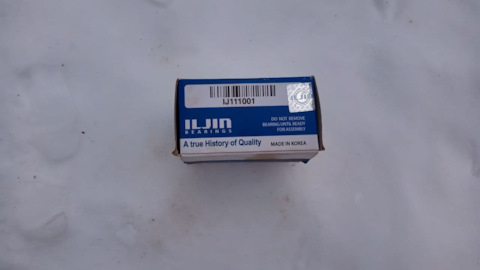 IJ111001
ILJIN
BEARINGS
DO NOT REMOVE
BEARING UNTIL READY
FOR ASSEMBLY
A true History of Quality
MADE IN KOREA